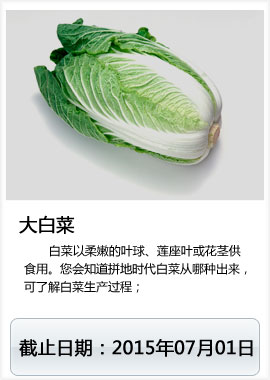 大白菜
白菜以柔嫩的叶球、莲座叶或花茎供
食用。您会知道拼地时代白菜从哪种出来，
可了解白菜生产过程；
截止日期：2015年07月01日